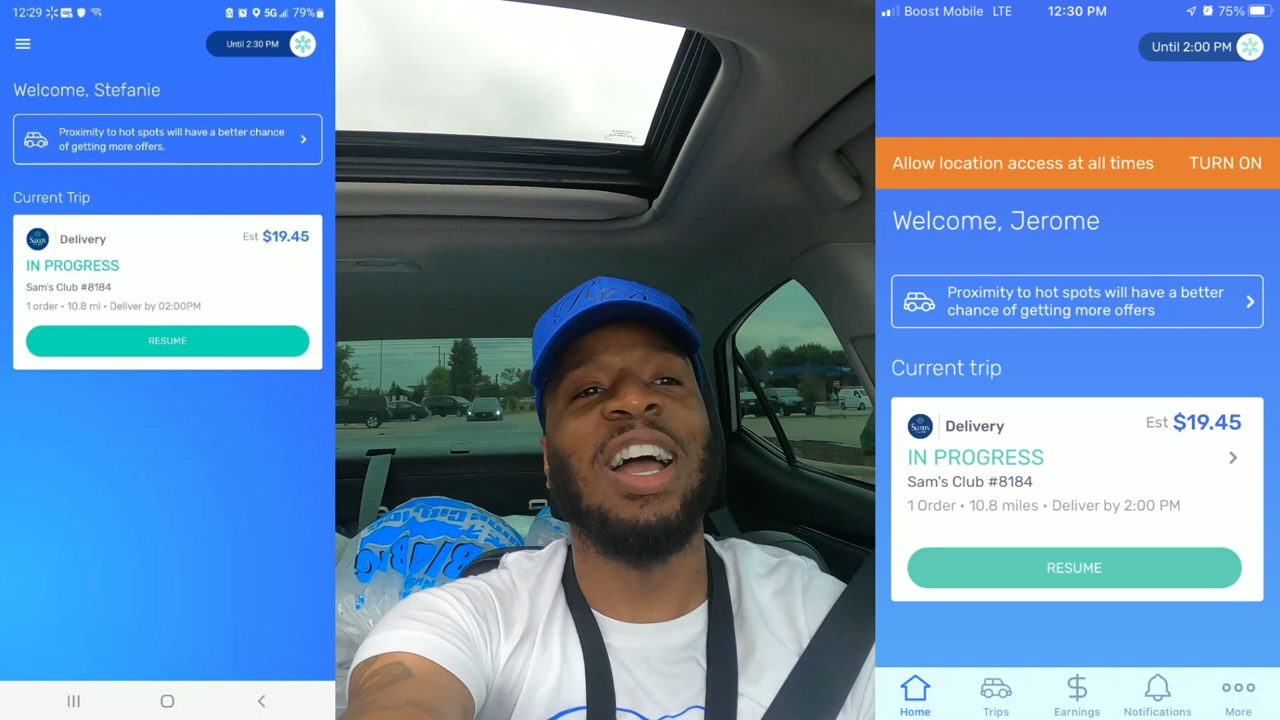 12:29
5G
79%
Until 2:30 PM
Welcome, Stefanie
Proximity to hot spots will have a better chance
of getting more offers.
Current Trip
Sam's
Delivery
Est $19.45
IN PROGRESS
Sam's Club #8184
1 order • 10.8 mi • Deliver by 02:00PM
RESUME
Boost Mobile LTE
12:30 PM
75%
Until 2:00 PM
Allow location access at all times
TURN ON
Welcome, Jerome
Proximity to hot spots will have a better
chance of getting more offers
Current trip
Sam's
Delivery
Est $19.45
IN PROGRESS
Sam's Club #8184
1 Order • 10.8 miles • Deliver by 2:00 PM
RESUME
Home
Trips
Earnings
Notifications
More